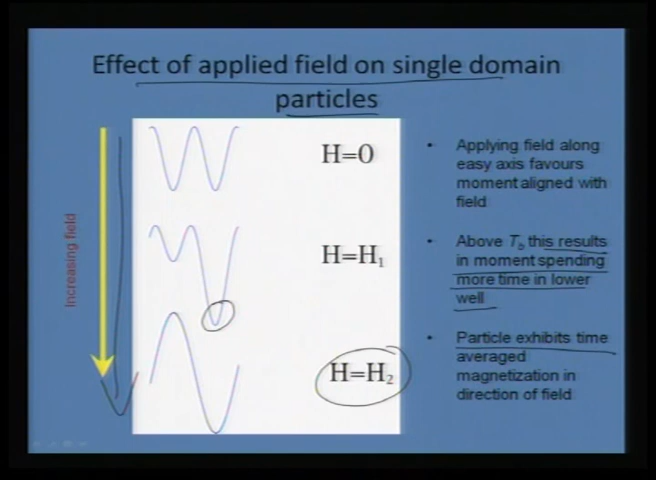 Effect of applied field on single domain
particles
Increasing field
H=0
H=H₁
H=H₂
• Applying field along
easy axis favours
moment aligned with
field
• Above Tb this results
in moment spending
more time in lower
well
• Particle exhibits time
averaged
magnetization in
direction of field